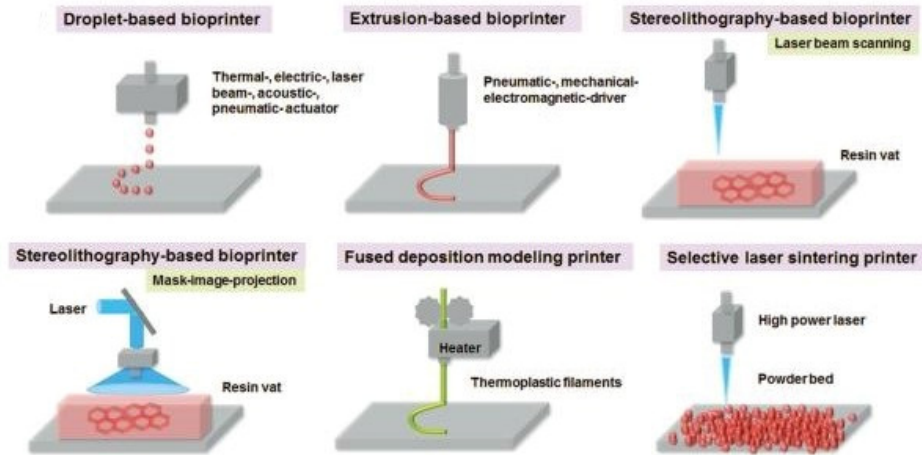 Droplet-based bioprinter
Thermal-, electric-, laser
beam-, acoustic-,
pneumatic- actuator
Extrusion-based bioprinter
Pneumatic-, mechanical-
electromagnetic-driver
Stereolithography-based bioprinter
Laser beam scanning
Resin vat
Stereolithography-based bioprinter
Mask-image-projection
Laser
Resin vat
Fused deposition modeling printer
Heater
Thermoplastic filaments
Selective laser sintering printer
High power laser
Powder bed